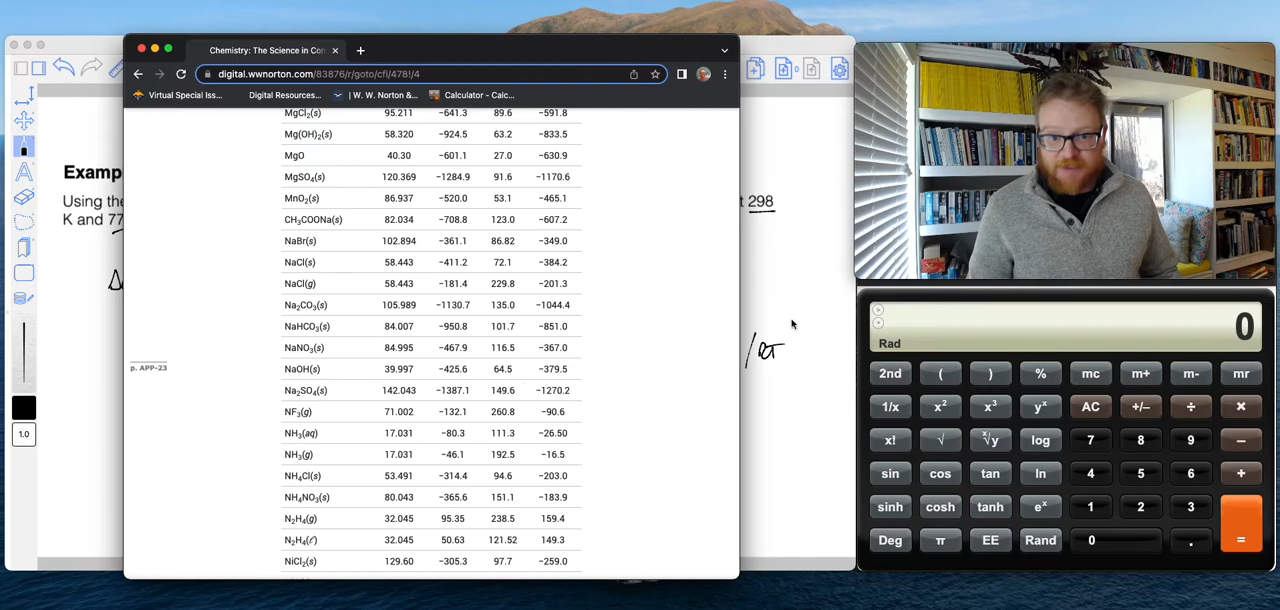 Chemistry: The Science in Con
digital.wwnorton.com/83876/r/goto/cfi/478!/4
Virtual Special Iss...
Digital Resources...
| W. W. Norton &...
Calculator - Calc...
Examp
Using the
t 298
K and 77
Δ
/RT
1.0
p. APP-23
MgCl₂(s) 95.211 −641.3 89.6 −591.8
Mg(OH)₂(s) 58.320 −924.5 63.2 −833.5
MgO 40.30 −601.1 27.0 −630.9
MgSO₄(s) 120.369 −1284.9 91.6 −1170.6
MnO₂(s) 86.937 −520.0 53.1 −465.1
CH₃COONa(s) 82.034 −708.8 123.0 −607.2
NaBr(s) 102.894 −361.1 86.82 −349.0
NaCl(s) 58.443 −411.2 72.1 −384.2
NaCl(g) 58.443 −181.4 229.8 −201.3
Na₂CO₃(s) 105.989 −1130.7 135.0 −1044.4
NaHCO₃(s) 84.007 −950.8 101.7 −851.0
NaNO₃(s) 84.995 −467.9 116.5 −367.0
NaOH(s) 39.997 −425.6 64.5 −379.5
Na₂SO₄(s) 142.043 −1387.1 149.6 −1270.2
NF₃(g) 71.002 −132.1 260.8 −90.6
NH₃(aq) 17.031 −80.3 111.3 −26.50
NH₃(g) 17.031 −46.1 192.5 −16.5
NH₄Cl(s) 53.491 −314.4 94.6 −203.0
NH₄NO₃(s) 80.043 −365.6 151.1 −183.9
N₂H₄(g) 32.045 95.35 238.5 159.4
N₂H₄(ℓ) 32.045 50.63 121.52 149.3
NiCl₂(s) 129.60 −305.3 97.7 −259.0
0
Rad
2nd ( ) % mc m+ m- mr
1/x x² x³ yˣ AC +/− ÷ ×
x! √ ˣ√y log 7 8 9 −
sin cos tan ln 4 5 6 +
sinh cosh tanh eˣ 1 2 3 =
Deg π EE Rand 0 .